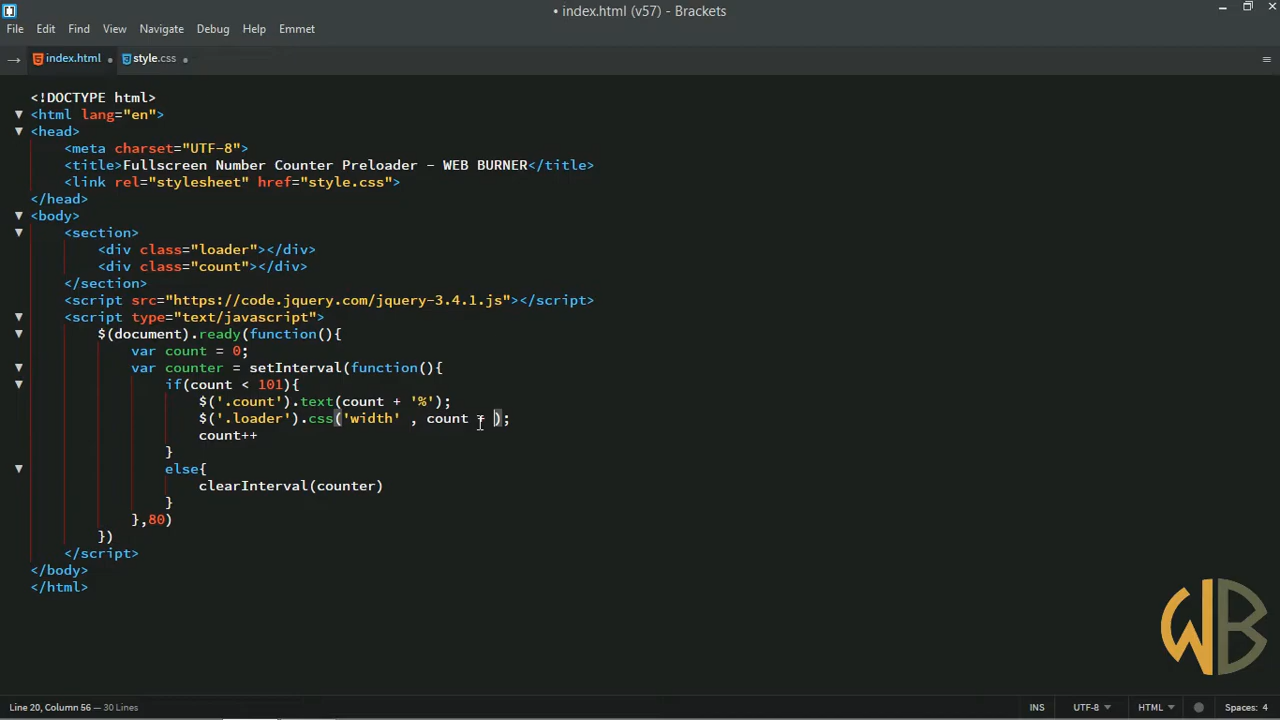 • index.html (v57) - Brackets
File Edit Find View Navigate Debug Help Emmet
index.html • style.css •
<!DOCTYPE html>
<html lang="en">
<head>
    <meta charset="UTF-8">
    <title>Fullscreen Number Counter Preloader - WEB BURNER</title>
    <link rel="stylesheet" href="style.css">
</head>
<body>
    <section>
        <div class="loader"></div>
        <div class="count"></div>
    </section>
    <script src="https://code.jquery.com/jquery-3.4.1.js"></script>
    <script type="text/javascript">
        $(document).ready(function(){
            var count = 0;
            var counter = setInterval(function(){
                if(count < 101){
                    $('.count').text(count + '%');
                    $('.loader').css('width' , count + );
                    count++
                }
                else{
                    clearInterval(counter)
                }
            },80)
        })
    </script>
</body>
</html>
WB
Line 20, Column 56 — 30 Lines INS UTF-8 HTML Spaces: 4